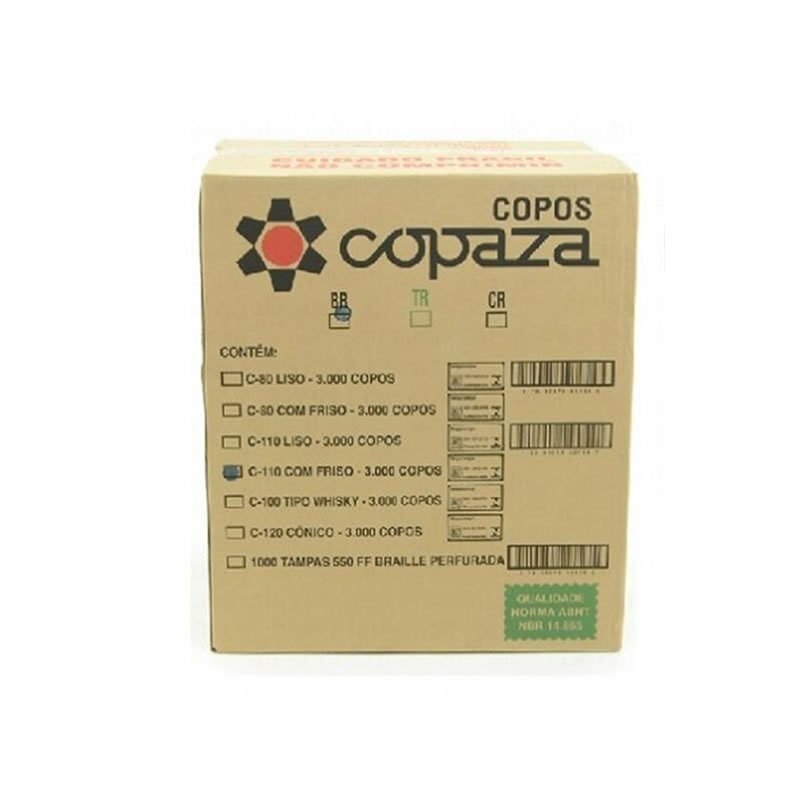 CUIDADO FRÁGIL
NÃO COMPRIMIR
COPOS
copaza
BR TR CR
CONTÉM:
C-80 LISO - 3.000 COPOS
C-80 COM FRISO - 3.000 COPOS
C-110 LISO - 3.000 COPOS
C-110 COM FRISO - 3.000 COPOS
C-100 TIPO WHISKY - 3.000 COPOS
C-120 CÔNICO - 3.000 COPOS
1000 TAMPAS 550 FF BRAILLE PERFURADA
QUALIDADE
NORMA ABNT
NBR 14.865